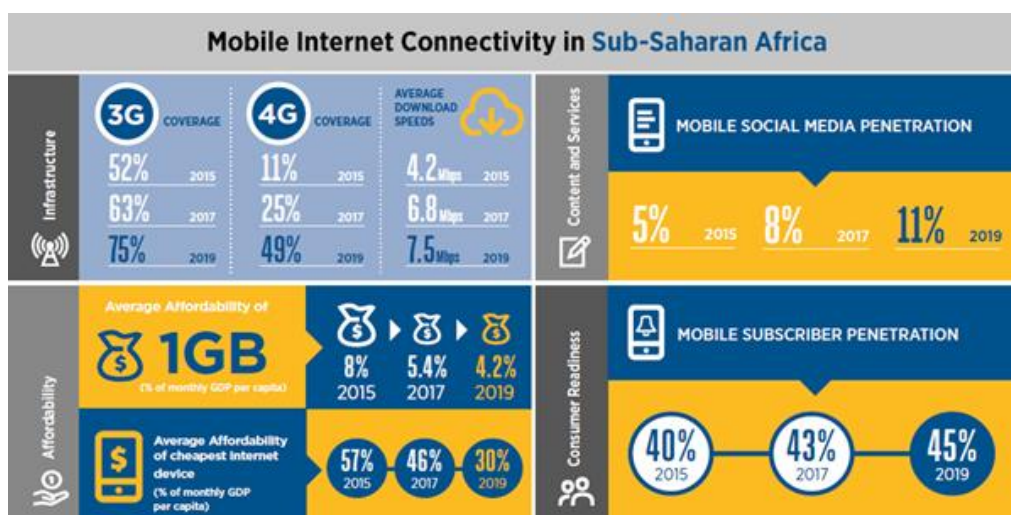 Mobile Internet Connectivity in Sub-Saharan Africa
Infrastructure
3G COVERAGE
52% 2015
63% 2017
75% 2019
4G COVERAGE
11% 2015
25% 2017
49% 2019
AVERAGE
DOWNLOAD
SPEEDS
4.2Mbps 2015
6.8Mbps 2017
7.5Mbps 2019
Content and Services
MOBILE SOCIAL MEDIA PENETRATION
5% 2015 8% 2017 11% 2019
Affordability
Average Affordability of
$ 1GB
(% of monthly GDP per capita)
$ $ $
8% 5.4% 4.2%
2015 2017 2019
$
Average Affordability
of cheapest Internet
device
(% of monthly GDP
per capita)
57% 46% 30%
2015 2017 2019
1
Consumer Readiness
MOBILE SUBSCRIBER PENETRATION
40% 43% 45%
2015 2017 2019